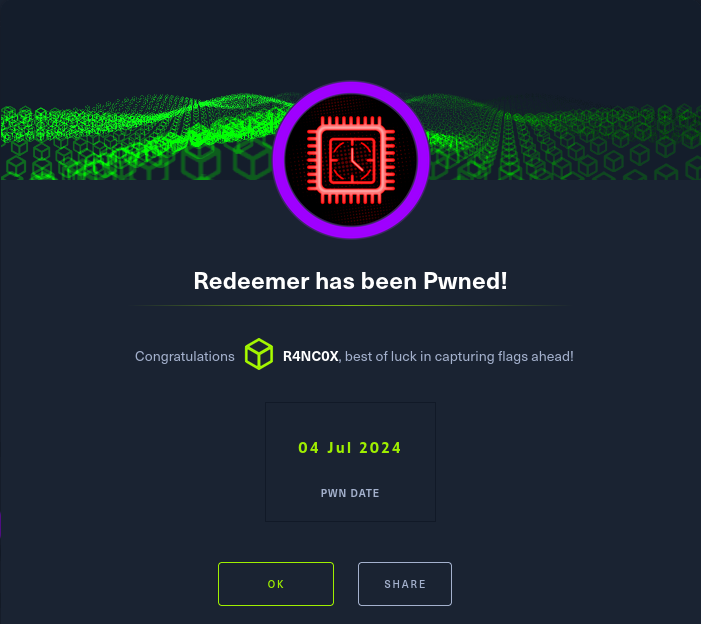 Redeemer has been Pwned!
Congratulations R4NC0X, best of luck in capturing flags ahead!
04 Jul 2024
PWN DATE
OK SHARE